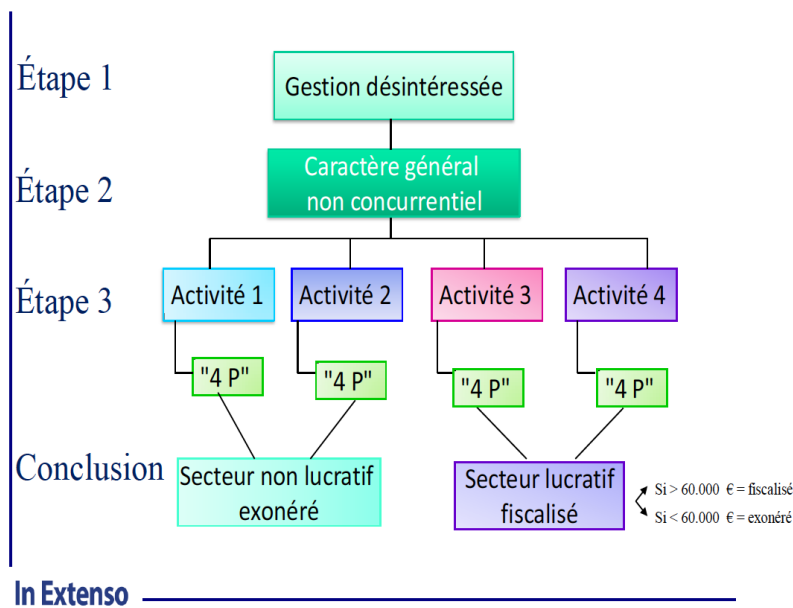 Étape 1
Gestion désintéressée
Étape 2
Caractère général
non concurrentiel
Étape 3
Activité 1
Activité 2
Activité 3
Activité 4
"4 P"
"4 P"
"4 P"
"4 P"
Conclusion
Secteur non lucratif
exonéré
Secteur lucratif
fiscalisé
Si > 60.000 € = fiscalisé
Si < 60.000 € = exonéré
In Extenso